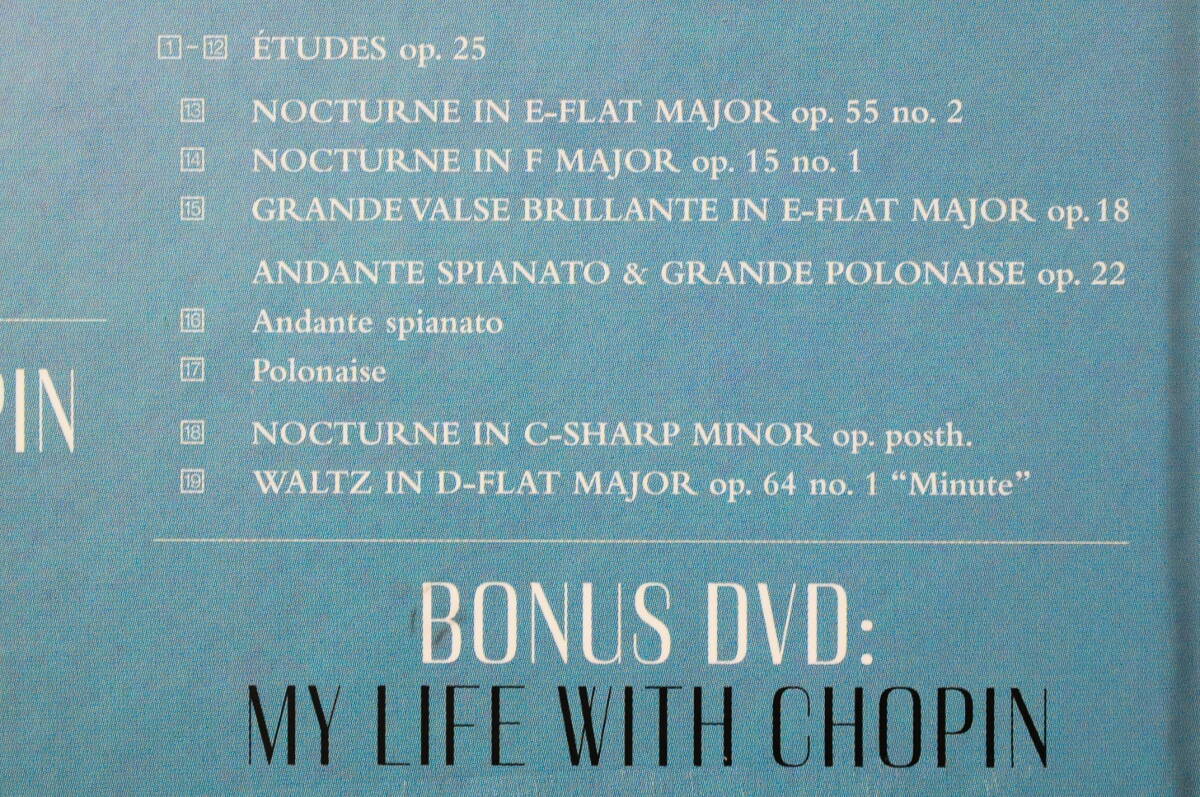 1-12 ÉTUDES op. 25
13 NOCTURNE IN E-FLAT MAJOR op. 55 no. 2
14 NOCTURNE IN F MAJOR op. 15 no. 1
15 GRANDE VALSE BRILLANTE IN E-FLAT MAJOR op. 18
ANDANTE SPIANATO & GRANDE POLONAISE op. 22
16 Andante spianato
17 Polonaise
PIN
18 NOCTURNE IN C-SHARP MINOR op. posth.
19 WALTZ IN D-FLAT MAJOR op. 64 no. 1 “Minute”
BONUS DVD:
MY LIFE WITH CHOPIN